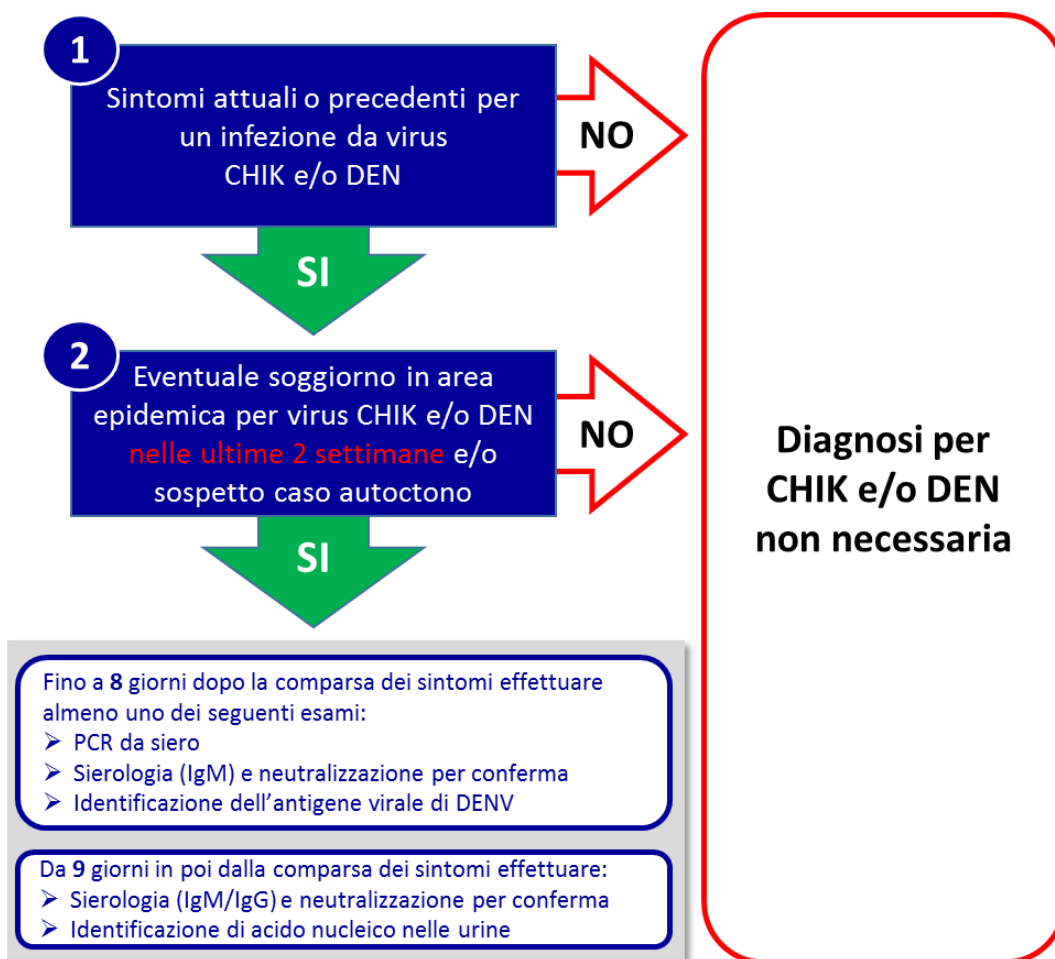 1
Sintomi attuali o precedenti per
un infezione da virus
CHIK e/o DEN
NO
SI
2
Eventuale soggiorno in area
epidemica per virus CHIK e/o DEN
nelle ultime 2 settimane e/o
sospetto caso autoctono
NO
SI
Diagnosi per
CHIK e/o DEN
non necessaria
Fino a 8 giorni dopo la comparsa dei sintomi effettuare
almeno uno dei seguenti esami:
➢ PCR da siero
➢ Sierologia (IgM) e neutralizzazione per conferma
➢ Identificazione dell'antigene virale di DENV
Da 9 giorni in poi dalla comparsa dei sintomi effettuare:
➢ Sierologia (IgM/IgG) e neutralizzazione per conferma
➢ Identificazione di acido nucleico nelle urine